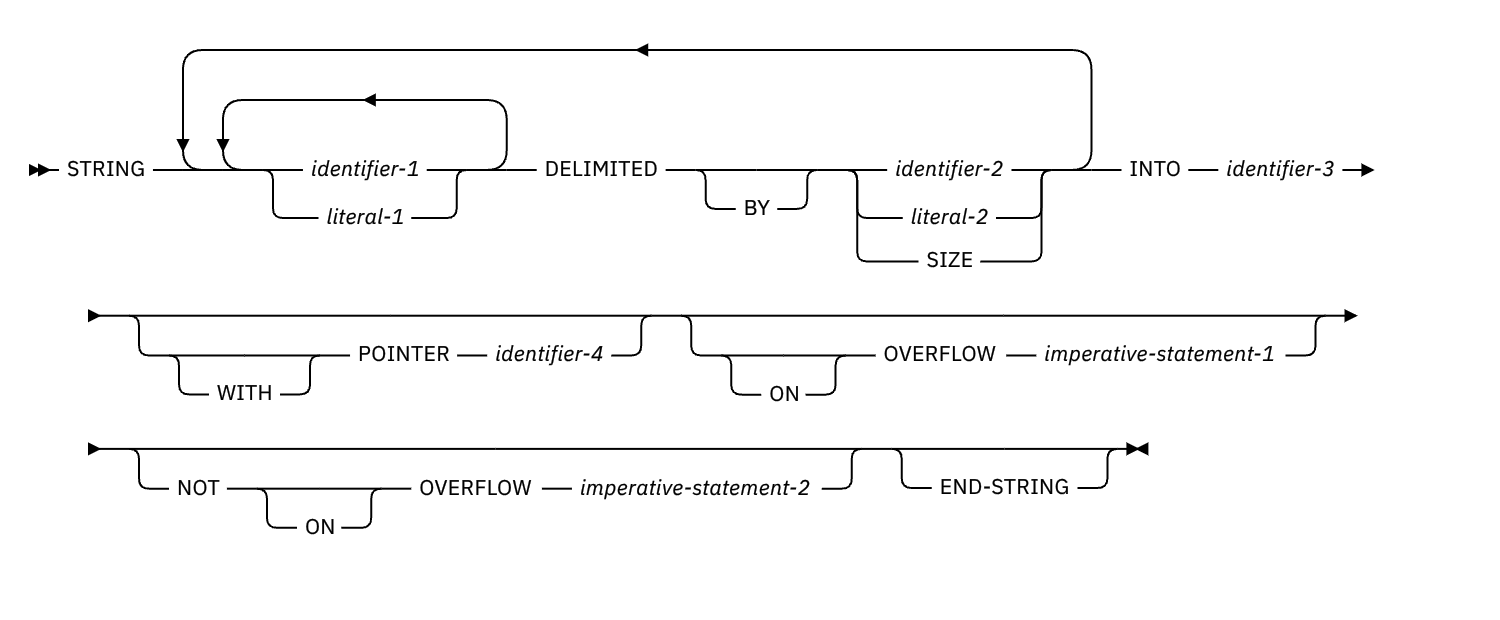 STRING identifier-1 DELIMITED identifier-2 INTO identifier-3
literal-1 BY literal-2
SIZE
POINTER identifier-4 OVERFLOW imperative-statement-1
WITH ON
NOT OVERFLOW imperative-statement-2 END-STRING
ON